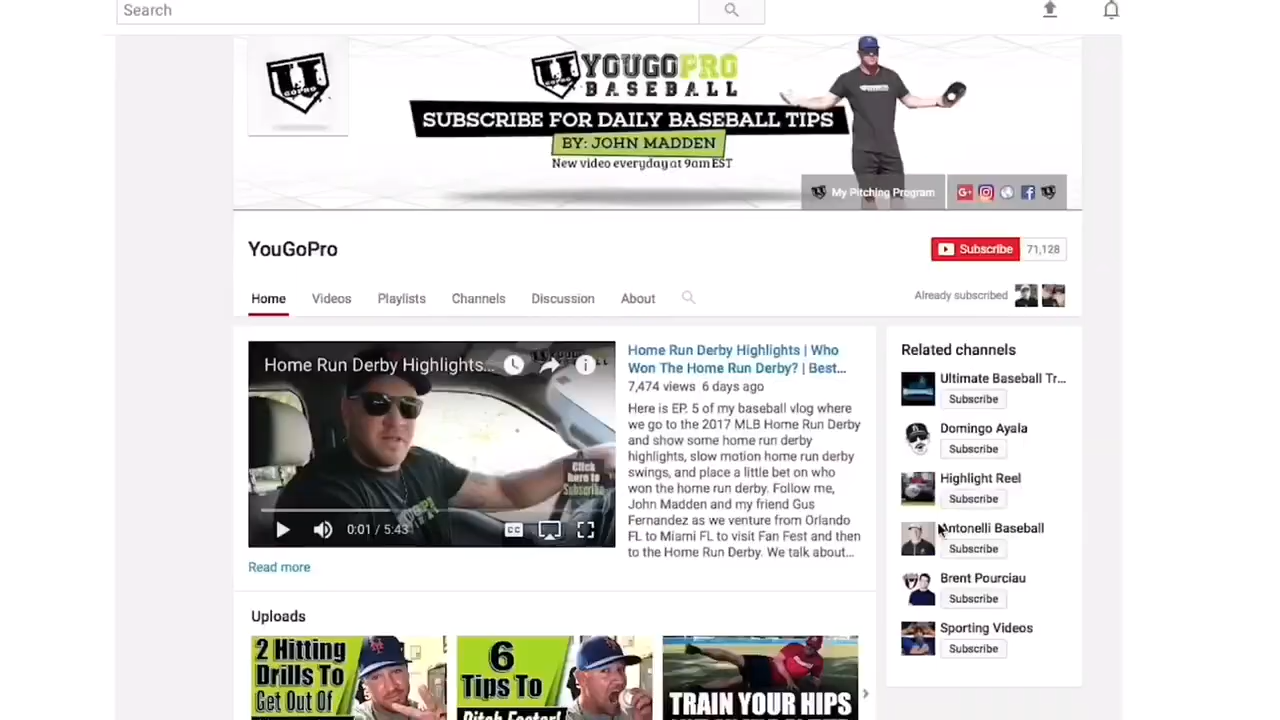 Search
YOUGOPRO
BASEBALL
SUBSCRIBE FOR DAILY BASEBALL TIPS
BY: JOHN MADDEN
New video everyday at 9am EST
My Pitching Program
YouGoPro
Subscribe 71,128
Home Videos Playlists Channels Discussion About
Already subscribed
Home Run Derby Highlights...
Click
here to
Subscribe
0:01 / 5:43
CC
Home Run Derby Highlights | Who
Won The Home Run Derby? | Best...
7,474 views 6 days ago
Here is EP. 5 of my baseball vlog where
we go to the 2017 MLB Home Run Derby
and show some home run derby
highlights, slow motion home run derby
swings, and place a little bet on who
won the home run derby. Follow me,
John Madden and my friend Gus
Fernandez as we venture from Orlando
FL to Miami FL to visit Fan Fest and then
to the Home Run Derby. We talk about...
Read more
Related channels
Ultimate Baseball Tr...
Subscribe
Domingo Ayala
Subscribe
Highlight Reel
Subscribe
Antonelli Baseball
Subscribe
Brent Pourciau
Subscribe
Sporting Videos
Subscribe
Uploads
2 Hitting
Drills To
Get Out Of
6
Tips To
Pitch Faster!
TRAIN YOUR HIPS